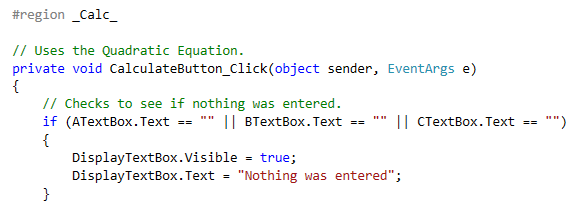 #region _Calc_
// Uses the Quadratic Equation.
private void CalculateButton_Click(object sender, EventArgs e)
{
// Checks to see if nothing was entered.
if (ATextBox.Text == "" || BTextBox.Text == "" || CTextBox.Text == "")
{
DisplayTextBox.Visible = true;
DisplayTextBox.Text = "Nothing was entered";
}